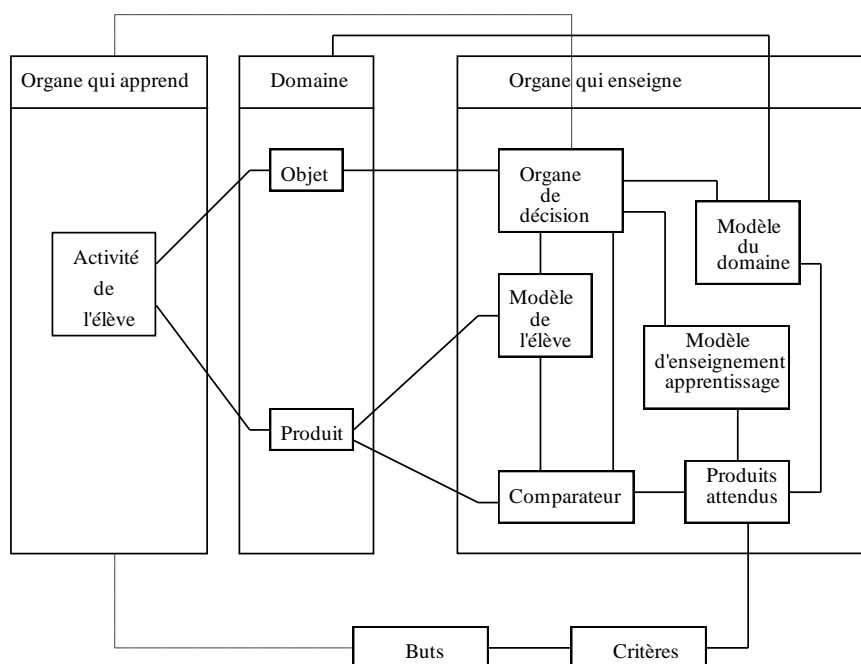 Organe qui apprend
Domaine
Organe qui enseigne
Objet
Organe
de
décision
Modèle
du
domaine
Activité
de
l'élève
Modèle
de
l'élève
Modèle
d'enseignement
apprentissage
Produit
Comparateur
Produits
attendus
Buts
Critères